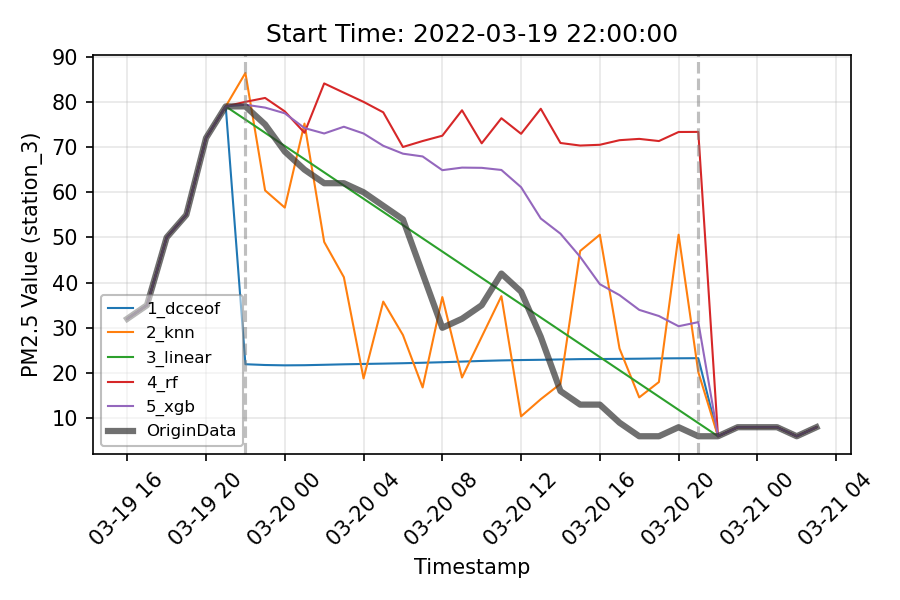 Start Time: 2022-03-19 22:00:00
PM2.5 Value (station_3)
90
80
70
60
50
40
30
20
10
1_dcceof
2_knn
3_linear
4_rf
5_xgb
OriginData
03-19 16
03-19 20
03-20 00
03-20 04
03-20 08
03-20 12
03-20 16
03-20 20
03-21 00
03-21 04
Timestamp